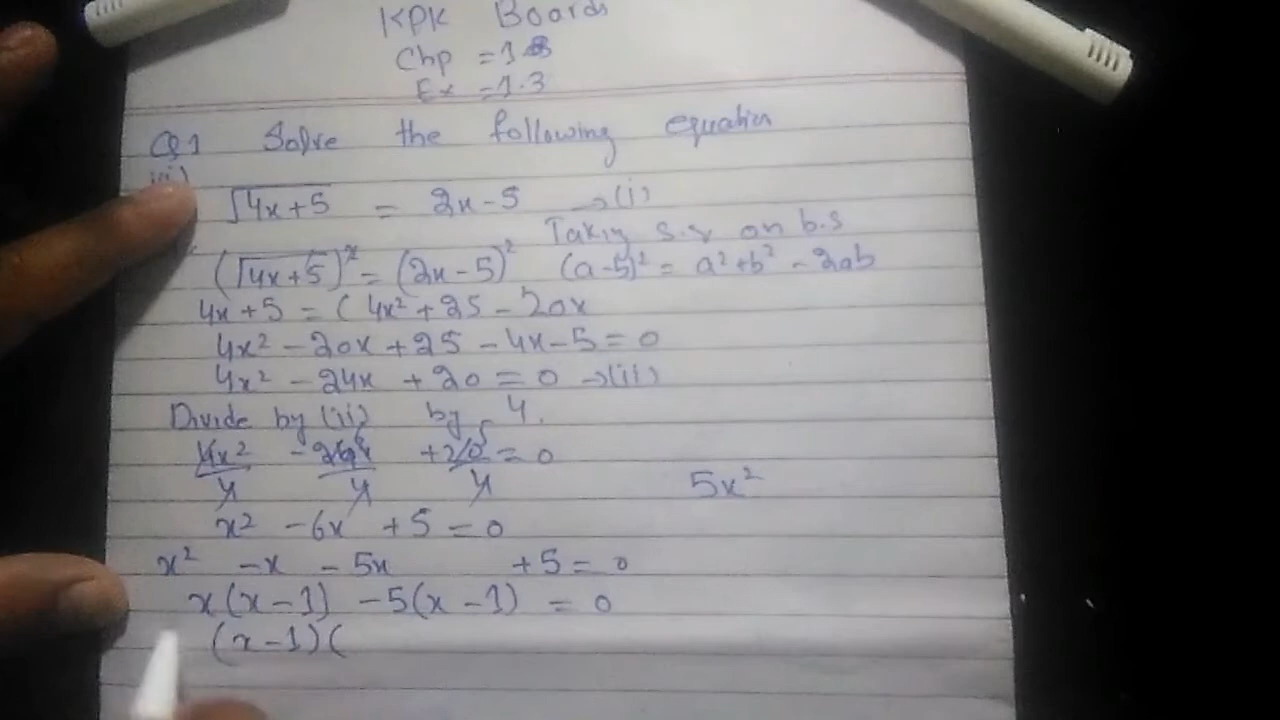 KPK Boards
Chp = 1
Ex = 1.3
Q1 Solve the following equation
√4x+5 = 2x-5 →(i)
Taking s.r on b.s
(√4x+5)² = (2x-5)² (a-5)² = a²+b²-2ab
4x+5 = (4x²+25-20x
4x²-20x+25-4x-5=0
4x²-24x+20=0 →(ii)
Divide by (ii) by 4.
4x²/4 -24x/4 +20/4=0
5x²
x²-6x+5=0
x²-x-5x+5=0
x(x-1)-5(x-1)=0
(x-1)(